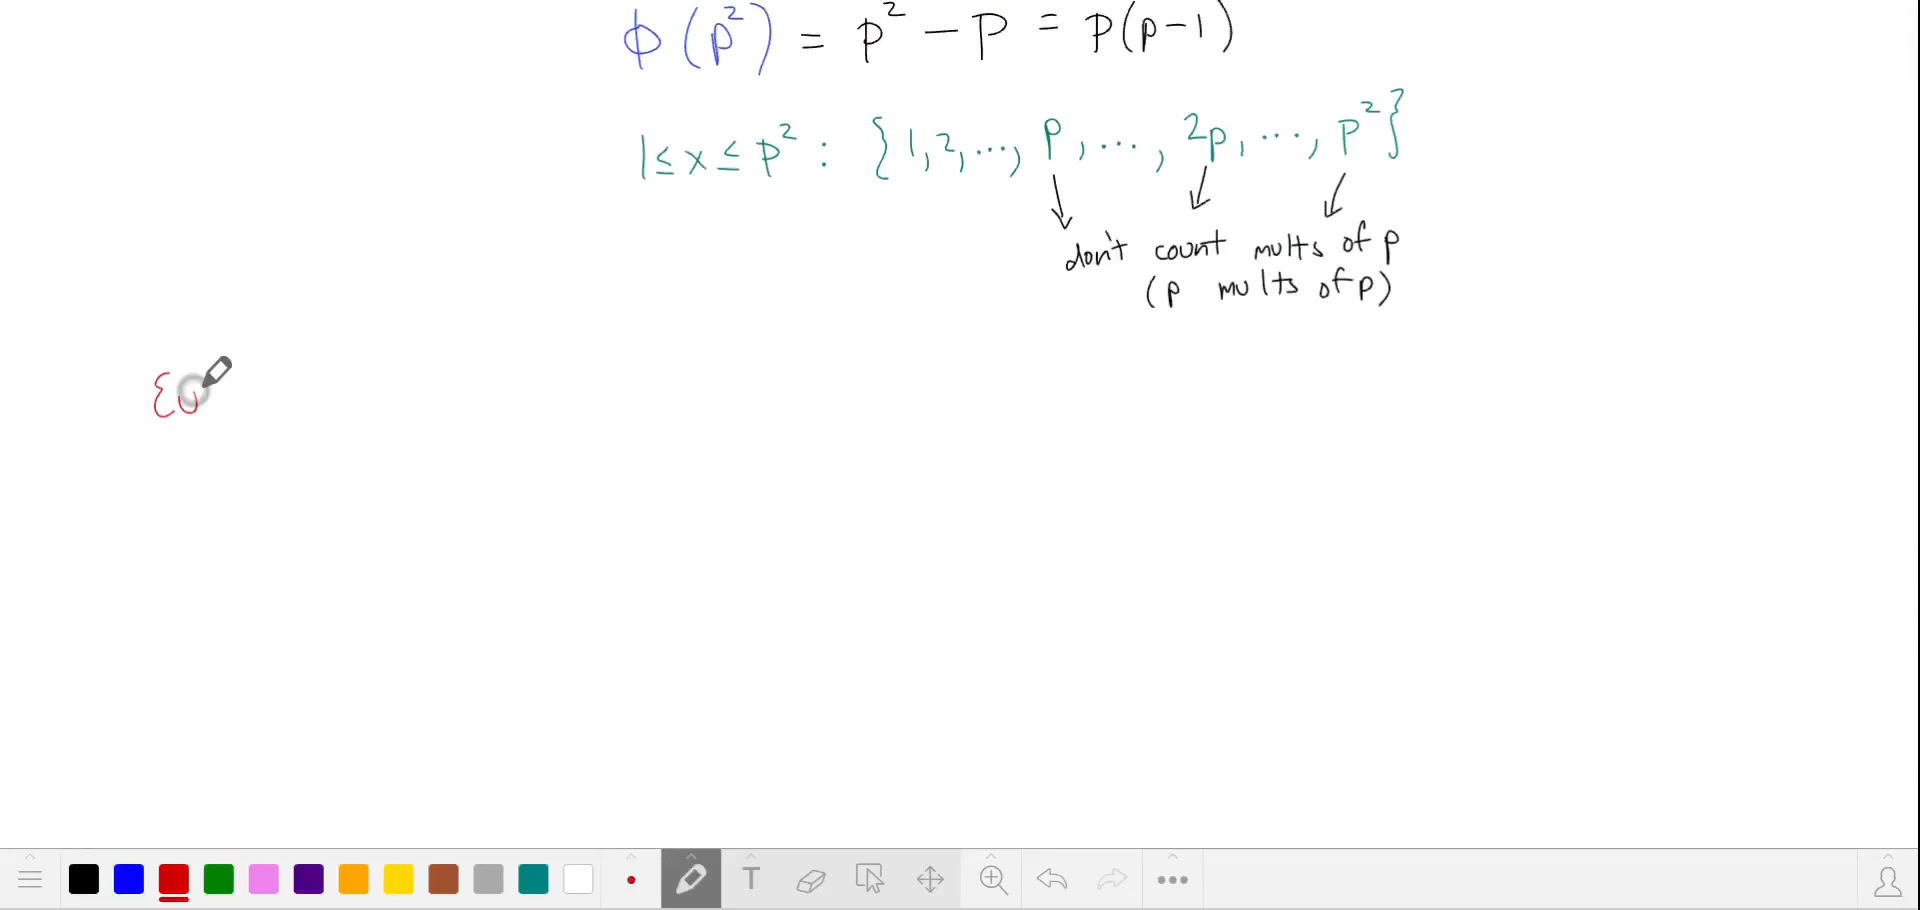 ϕ(p²) = p² − p = p(p−1)
1 ≤ x ≤ p² : {1, 2, ..., p, ..., 2p, ..., p²}
don't count mults of p
(p mults of p)
T